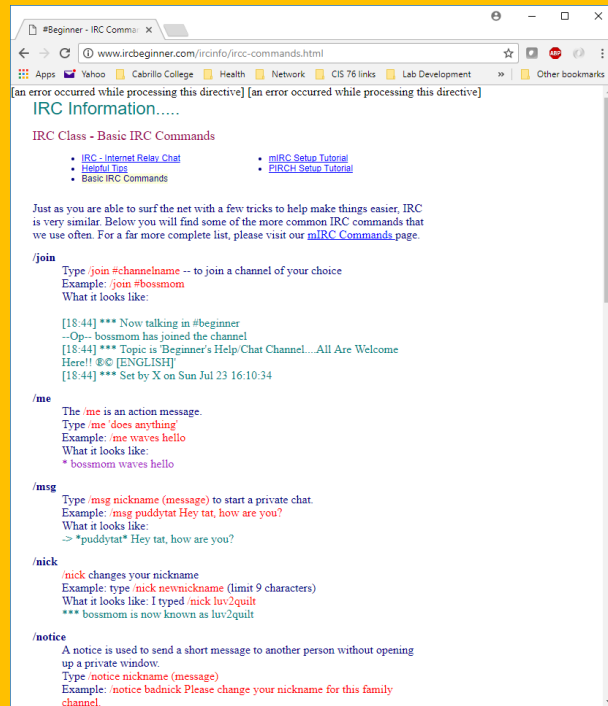 #Beginner - IRC Comman
www.ircbeginner.com/ircinfo/ircc-commands.html
ABP
Apps Yahoo Cabrillo College Health Network CIS 76 links Lab Development » Other bookmarks
[an error occurred while processing this directive] [an error occurred while processing this directive]
IRC Information.....
IRC Class - Basic IRC Commands
• IRC - Internet Relay Chat
• Helpful Tips
• Basic IRC Commands
• mIRC Setup Tutorial
• PIRCH Setup Tutorial
Just as you are able to surf the net with a few tricks to help make things easier, IRC
is very similar. Below you will find some of the more common IRC commands that
we use often. For a far more complete list, please visit our mIRC Commands page.
/join
Type /join #channelname -- to join a channel of your choice
Example: /join #bossmom
What it looks like:
[18:44] *** Now talking in #beginner
--Op-- bossmom has joined the channel
[18:44] *** Topic is 'Beginner's Help/Chat Channel....All Are Welcome
Here!! ®© [ENGLISH]'
[18:44] *** Set by X on Sun Jul 23 16:10:34
/me
The /me is an action message.
Type /me 'does anything'
Example: /me waves hello
What it looks like:
* bossmom waves hello
/msg
Type /msg nickname (message) to start a private chat.
Example: /msg puddytat Hey tat, how are you?
What it looks like:
-> *puddytat* Hey tat, how are you?
/nick
/nick changes your nickname
Example: type /nick newnickname (limit 9 characters)
What it looks like: I typed /nick luv2quilt
*** bossmom is now known as luv2quilt
/notice
A notice is used to send a short message to another person without opening
up a private window.
Type /notice nickname (message)
Example: /notice badnick Please change your nickname for this family
channel.